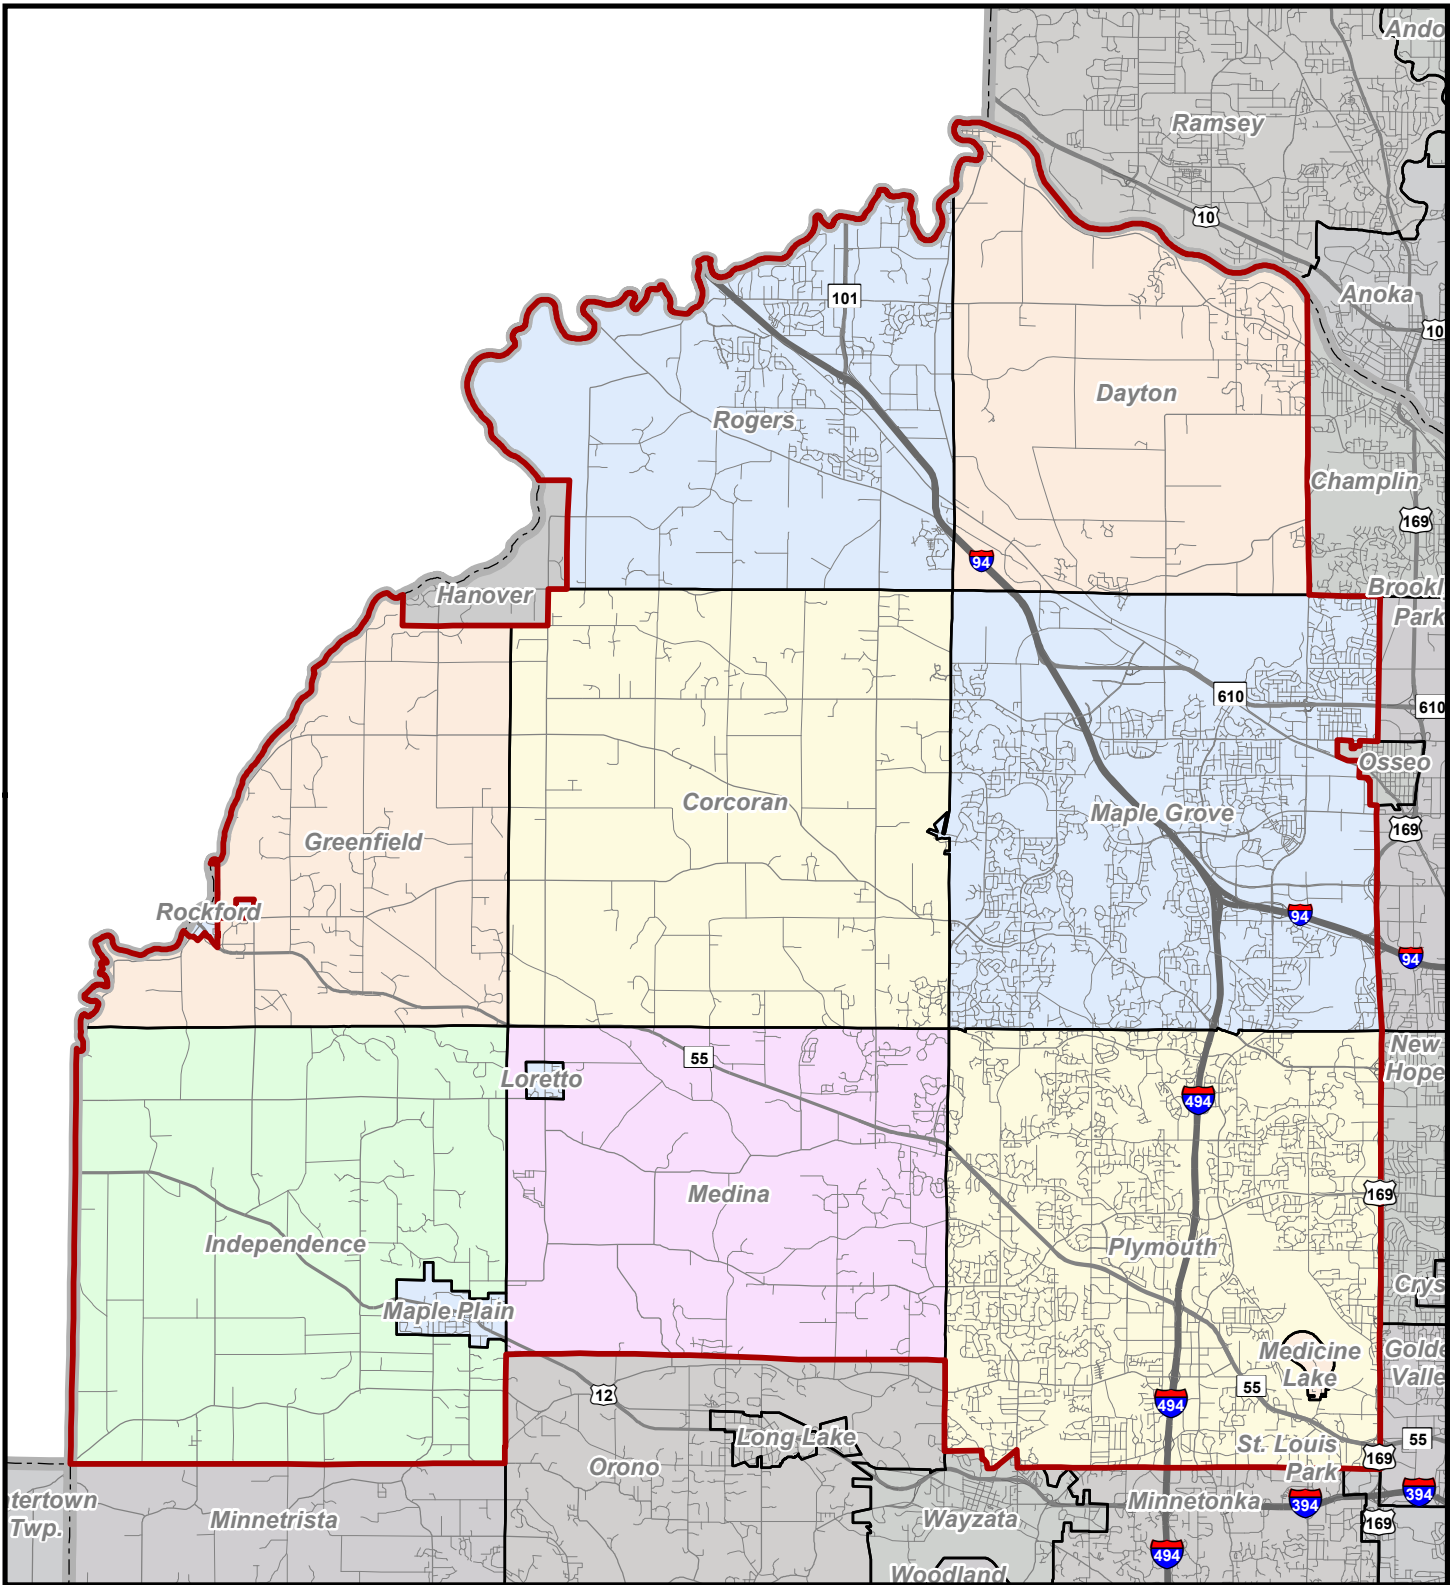 Ando
Ramsey
10
Anoka
101
10
Dayton
Rogers
Champlin
169
94
Hanover
Brookl
Park
610
610
Osseo
Corcoran
Maple Grove
169
Greenfield
Rockford
94
94
New
Hope
55
Loretto
494
Medina
169
Independence
Plymouth
Crys
Maple Plain
Medicine
Lake
Golde
Valle
12
55
494
Long Lake
St. Louis
Park
55
169
Orono
ntertown
Twp.
Minnetrista
Wayzata
Minnetonka
394
394
169
494
Woodland